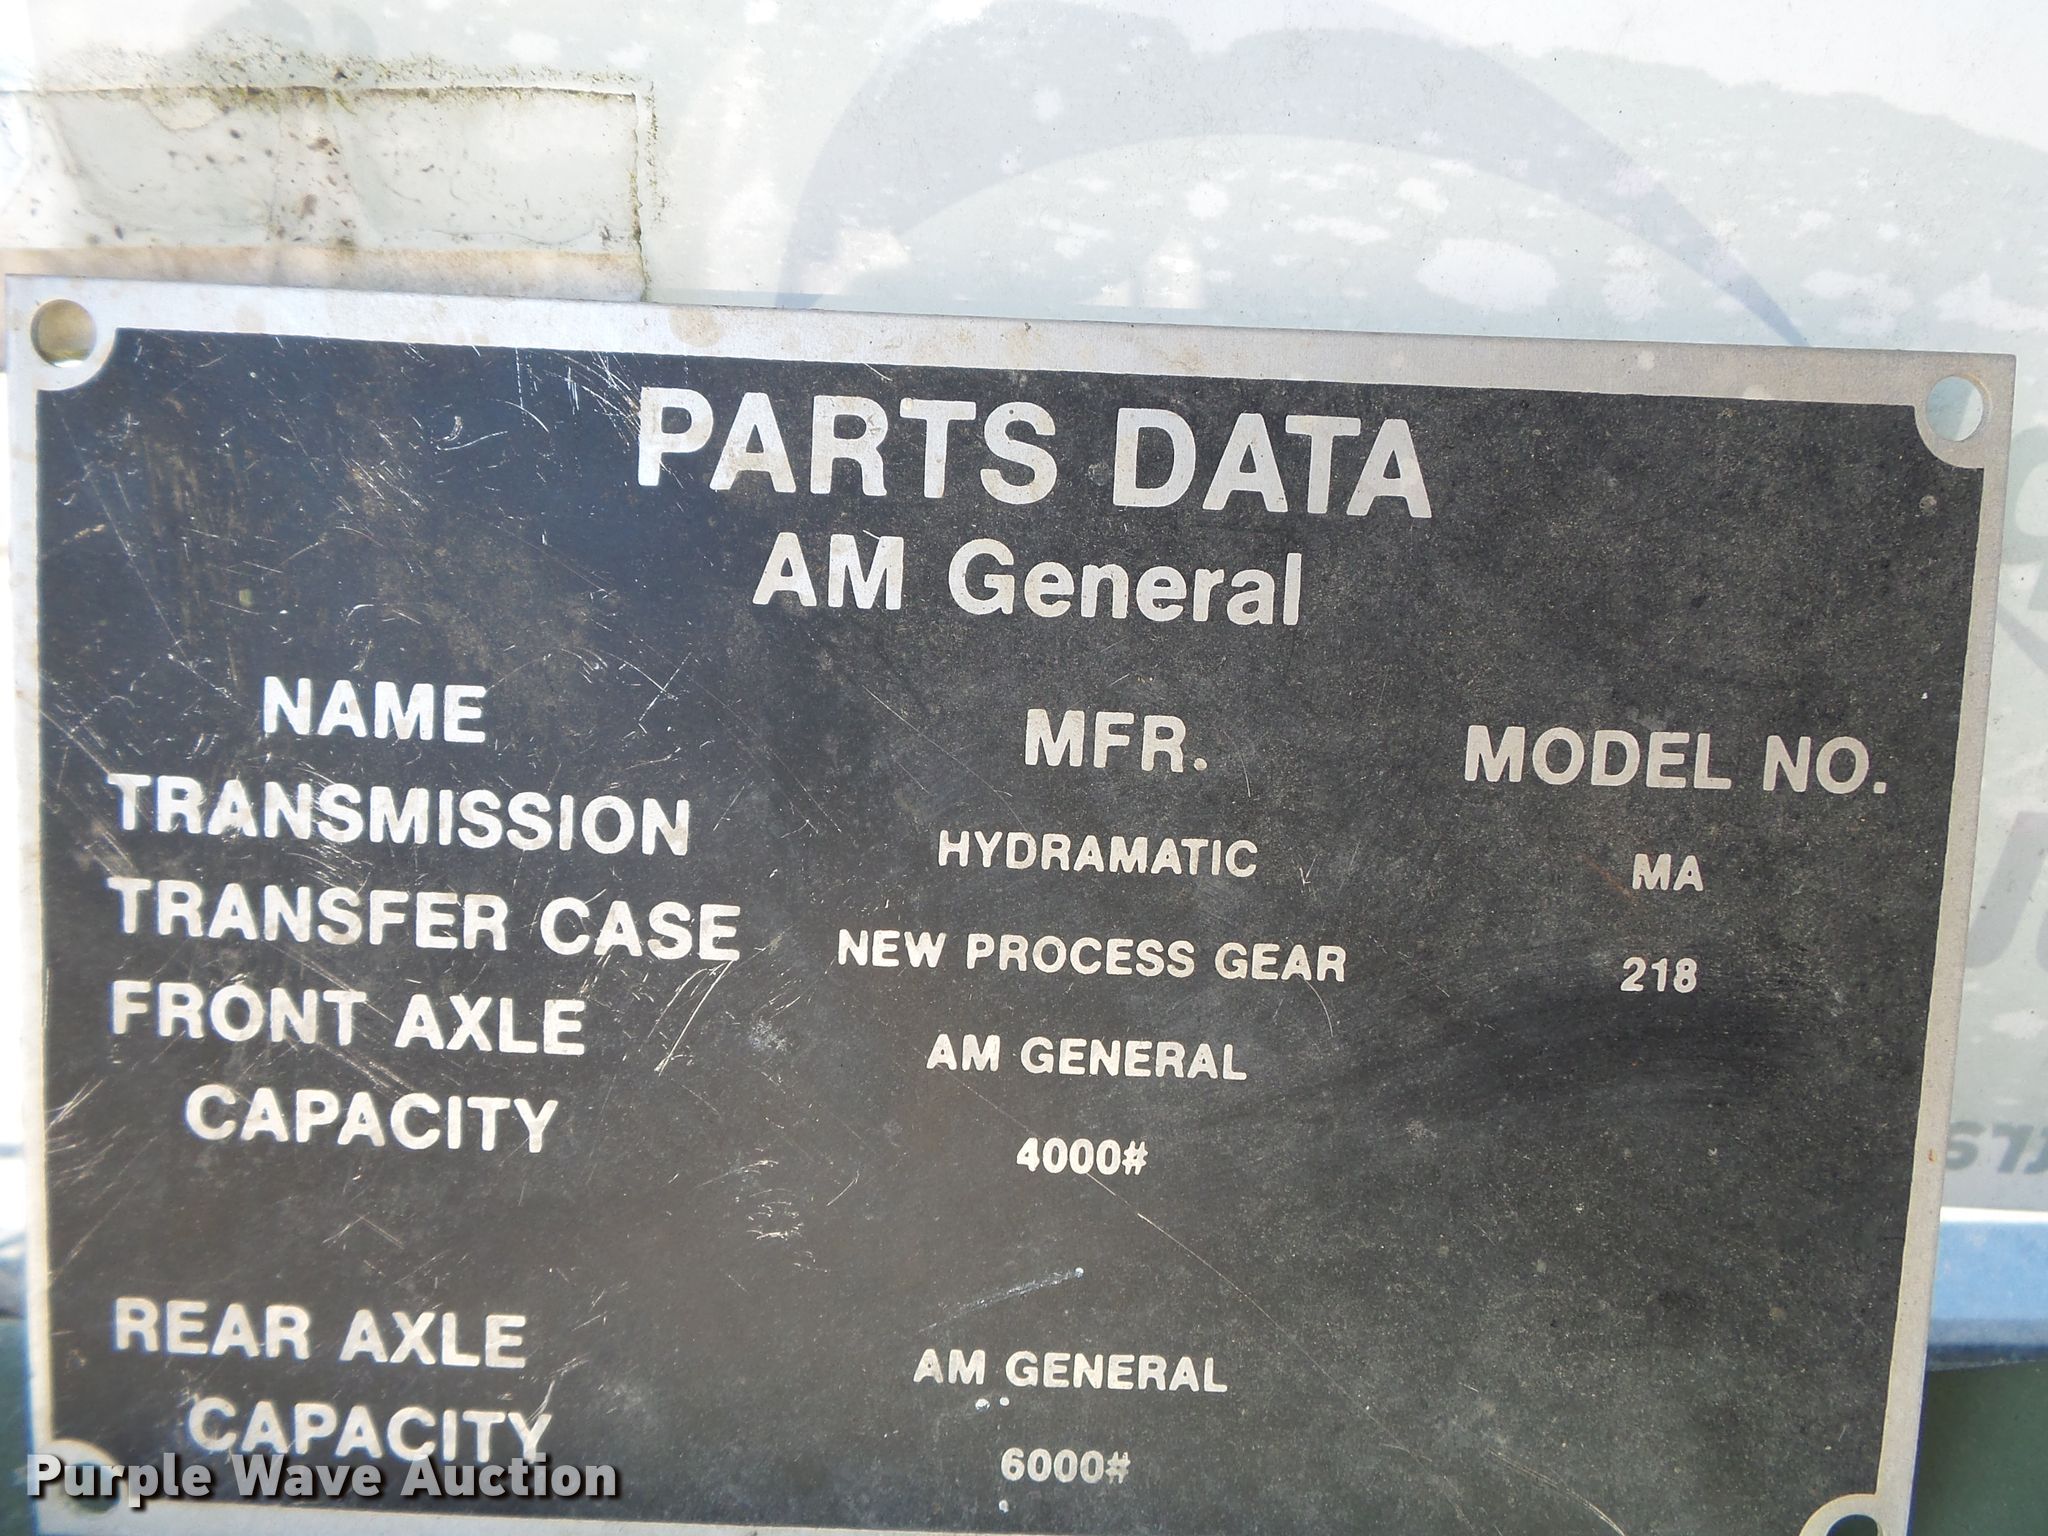 PARTS DATA
AM General
NAME MFR. MODEL NO.
TRANSMISSION HYDRAMATIC MA
TRANSFER CASE NEW PROCESS GEAR 218
FRONT AXLE AM GENERAL
CAPACITY 4000#
REAR AXLE AM GENERAL
CAPACITY 6000#
Purple Wave Auction